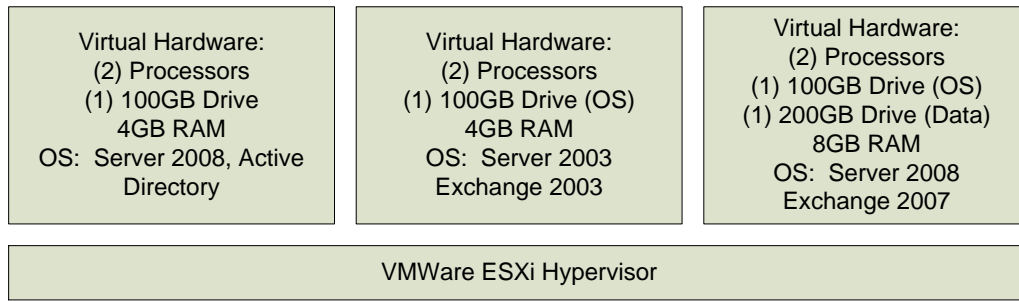 Virtual Hardware:
(2) Processors
(1) 100GB Drive
4GB RAM
OS:  Server 2008, Active
Directory
Virtual Hardware:
(2) Processors
(1) 100GB Drive (OS)
4GB RAM
OS:  Server 2003
Exchange 2003
Virtual Hardware:
(2) Processors
(1) 100GB Drive (OS)
(1) 200GB Drive (Data)
8GB RAM
OS:  Server 2008
Exchange 2007
VMWare ESXi Hypervisor